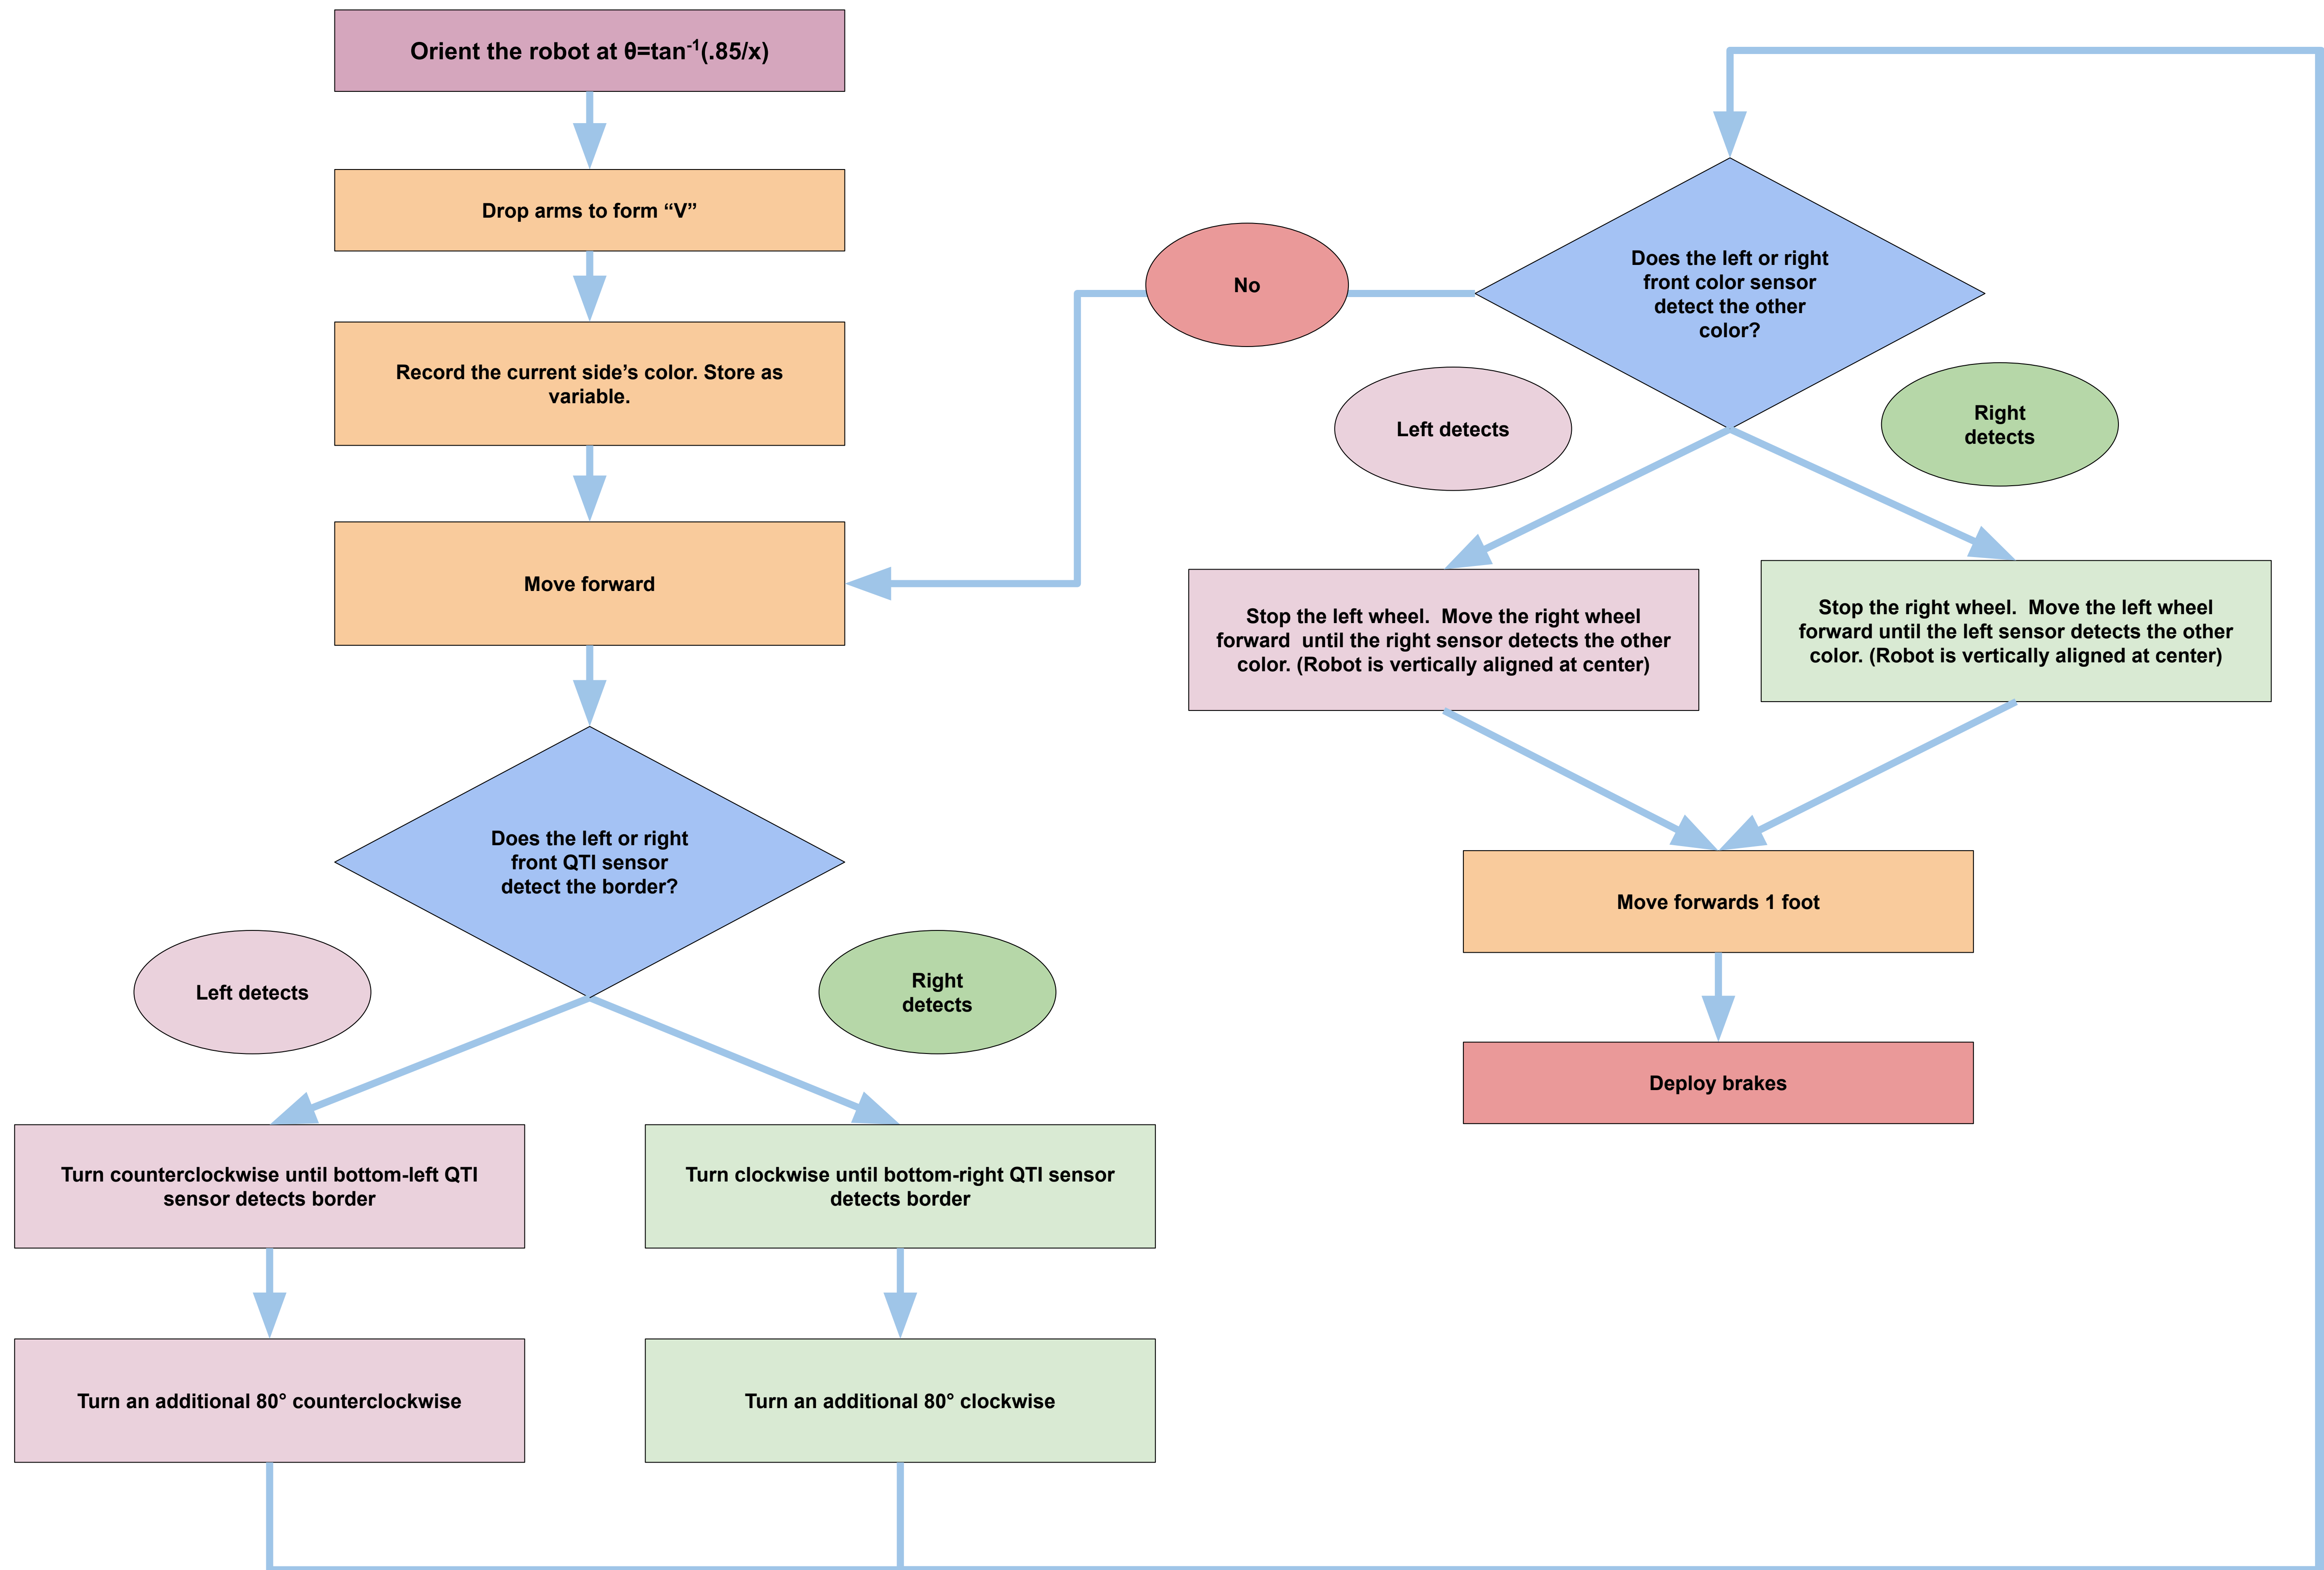 Orient the robot at θ=tan⁻¹(.85/x)
Drop arms to form “V”
Record the current side’s color. Store as
variable.
Move forward
Does the left or right
front QTI sensor
detect the border?
Left detects
Right
detects
Turn counterclockwise until bottom-left QTI
sensor detects border
Turn clockwise until bottom-right QTI sensor
detects border
Turn an additional 80° counterclockwise
Turn an additional 80° clockwise
Does the left or right
front color sensor
detect the other
color?
No
Left detects
Right
detects
Stop the left wheel.  Move the right wheel
forward  until the right sensor detects the other
color. (Robot is vertically aligned at center)
Stop the right wheel.  Move the left wheel
forward until the left sensor detects the other
color. (Robot is vertically aligned at center)
Move forwards 1 foot
Deploy brakes